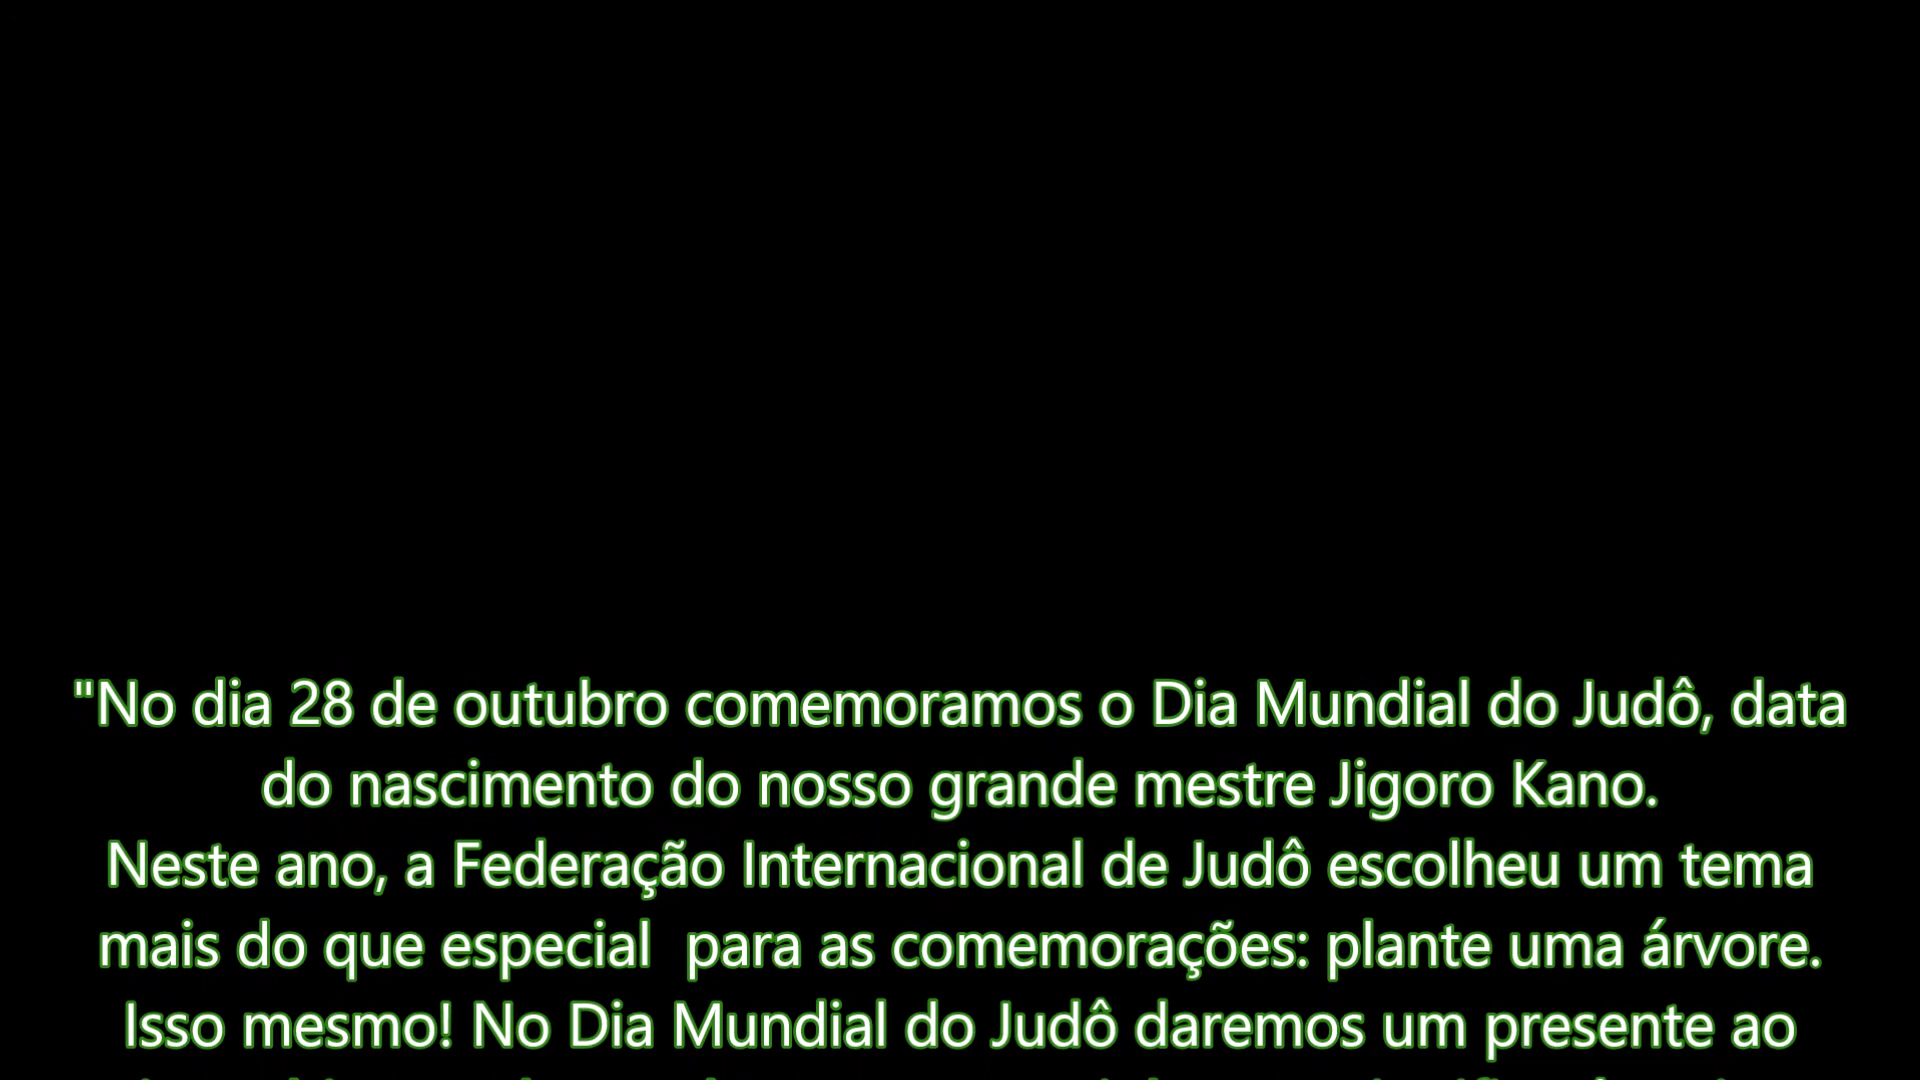 "No dia 28 de outubro comemoramos o Dia Mundial do Judô, data
do nascimento do nosso grande mestre Jigoro Kano.
Neste ano, a Federação Internacional de Judô escolheu um tema
mais do que especial  para as comemorações: plante uma árvore.
Isso mesmo! No Dia Mundial do Judô daremos um presente ao